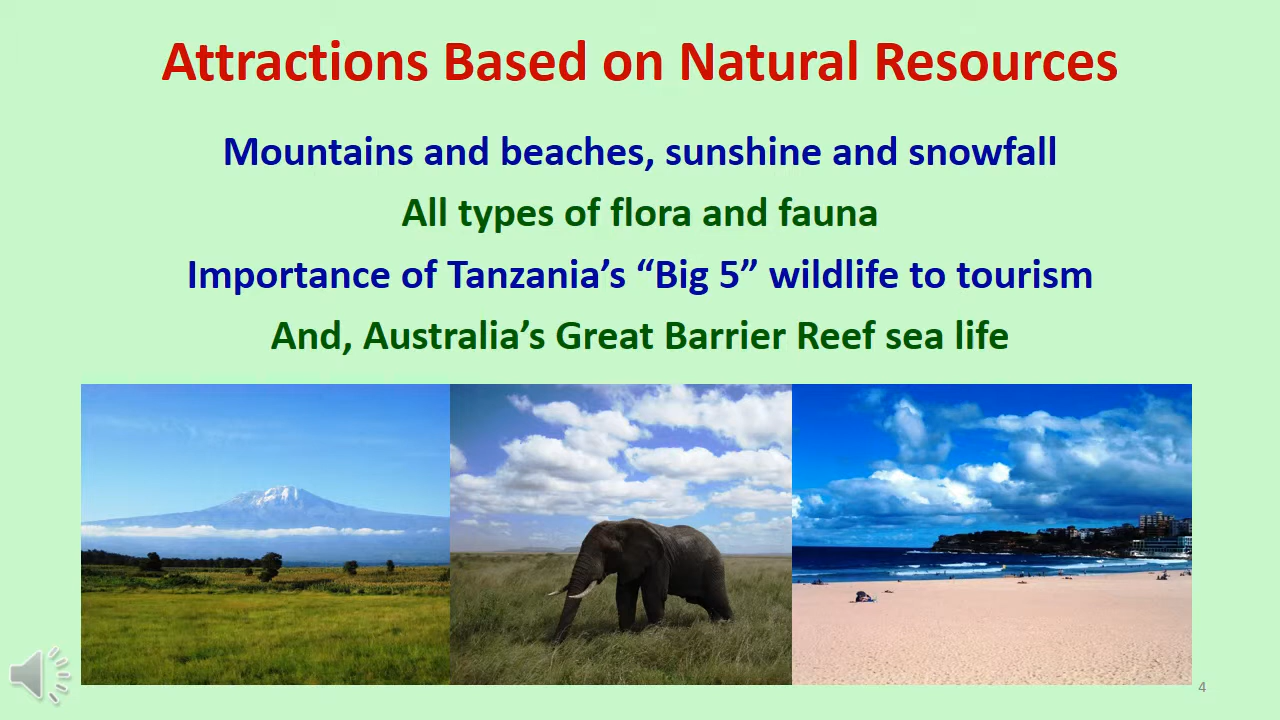 Attractions Based on Natural Resources
Mountains and beaches, sunshine and snowfall
All types of flora and fauna
Importance of Tanzania’s “Big 5” wildlife to tourism
And, Australia’s Great Barrier Reef sea life
4